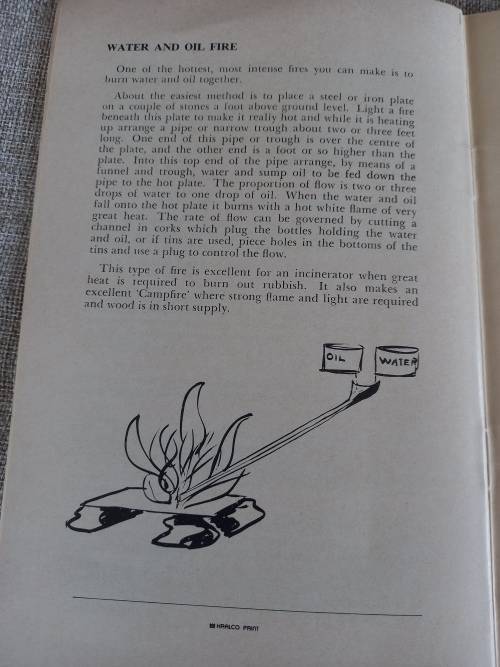 WATER AND OIL FIRE
One of the hottest, most intense fires you can make is to
burn water and oil together.
About the easiest method is to place a steel or iron plate
on a couple of stones a foot above ground level. Light a fire
beneath this plate to make it really hot and while it is heating
up arrange a pipe or narrow trough about two or three feet
long. One end of this pipe or trough is over the centre of
the plate, and the other end is a foot or so higher than the
plate. Into this top end of the pipe arrange, by means of a
funnel and trough, water and sump oil to be fed down the
pipe to the hot plate. The proportion of flow is two or three
drops of water to one drop of oil. When the water and oil
fall onto the hot plate it burns with a hot white flame of very
great heat. The rate of flow can be governed by cutting a
channel in corks which plug the bottles holding the water
and oil, or if tins are used, piece holes in the bottoms of the
tins and use a plug to control the flow.
This type of fire is excellent for an incinerator when great
heat is required to burn out rubbish. It also makes an
excellent 'Campfire' where strong flame and light are required
and wood is in short supply.
OIL WATER
KRALCO PRINT